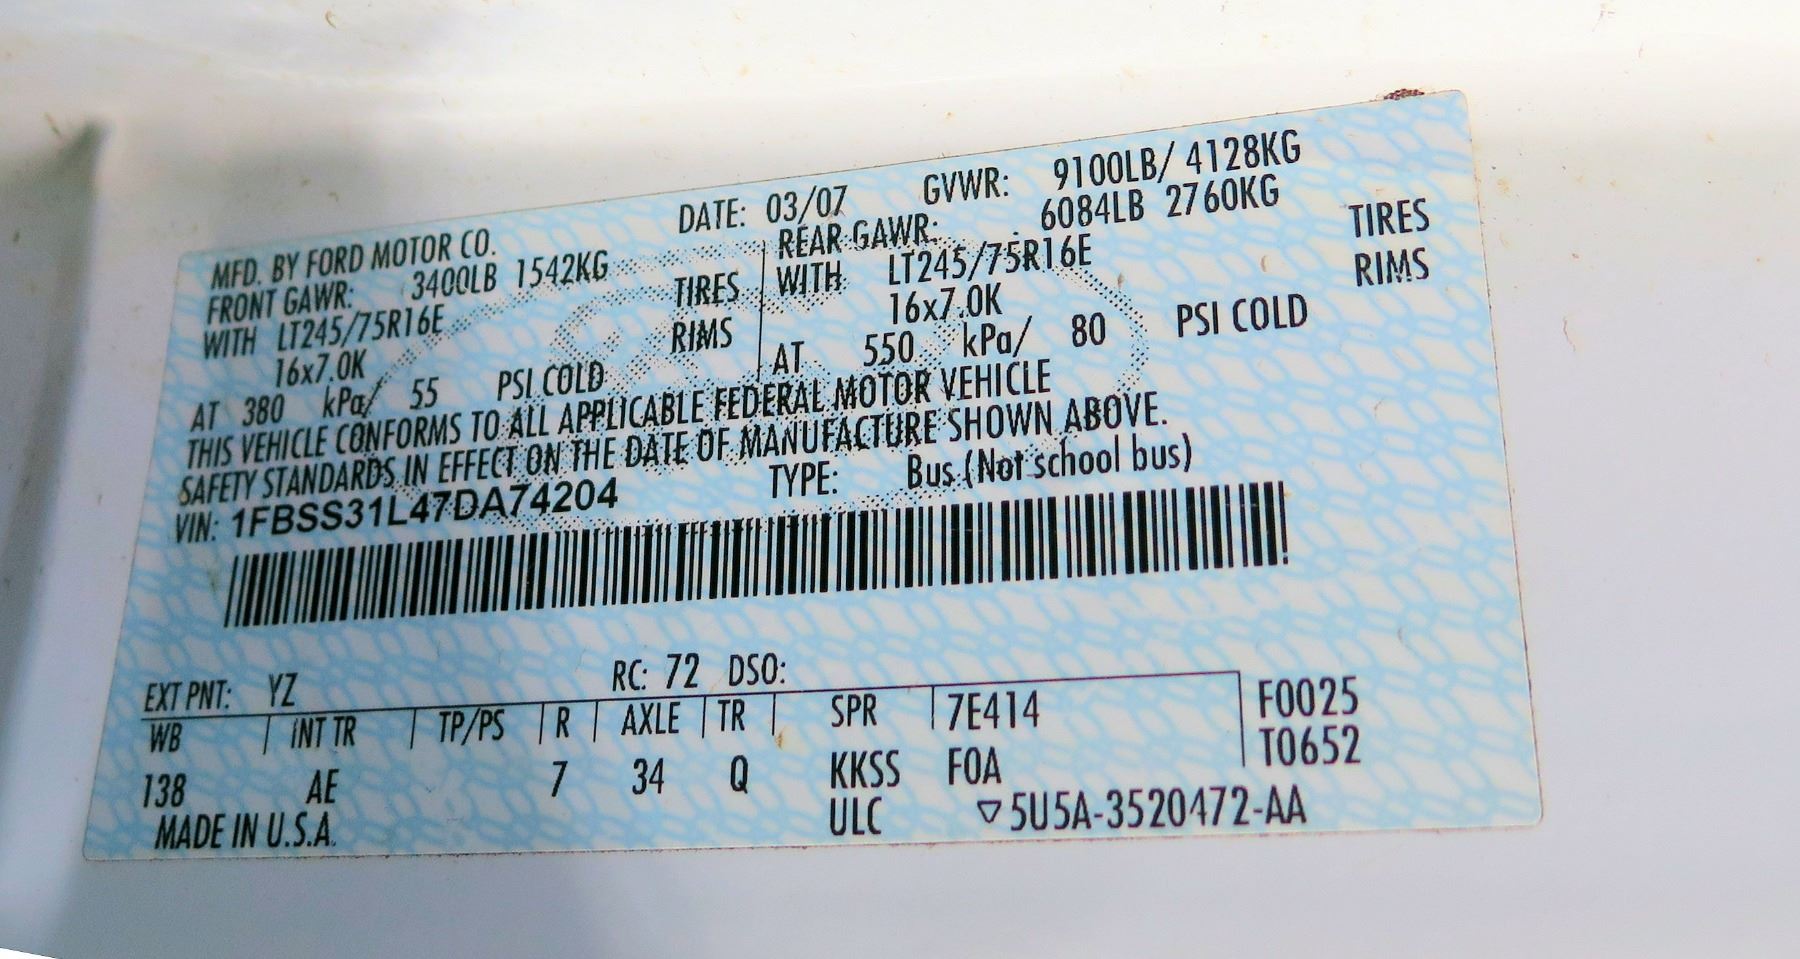 MFD. BY FORD MOTOR CO. DATE: 03/07 GVWR: 9100LB/ 4128KG
FRONT GAWR: 3400LB 1542KG REAR GAWR: 6084LB 2760KG
WITH LT245/75R16E TIRES WITH LT245/75R16E TIRES
16x7.0K RIMS 16x7.0K RIMS
AT 380 kPa/ 55 PSI COLD AT 550 kPa/ 80 PSI COLD
THIS VEHICLE CONFORMS TO ALL APPLICABLE FEDERAL MOTOR VEHICLE
SAFETY STANDARDS IN EFFECT ON THE DATE OF MANUFACTURE SHOWN ABOVE.
VIN: 1FBSS31L47DA74204 TYPE: Bus (Not school bus)
EXT PNT: YZ RC: 72 DSO:
WB INT TR TP/PS R AXLE TR SPR 7E414 F0025
138 AE 7 34 Q KKSS FOA T0652
MADE IN U.S.A. ULC ▽5U5A-3520472-AA